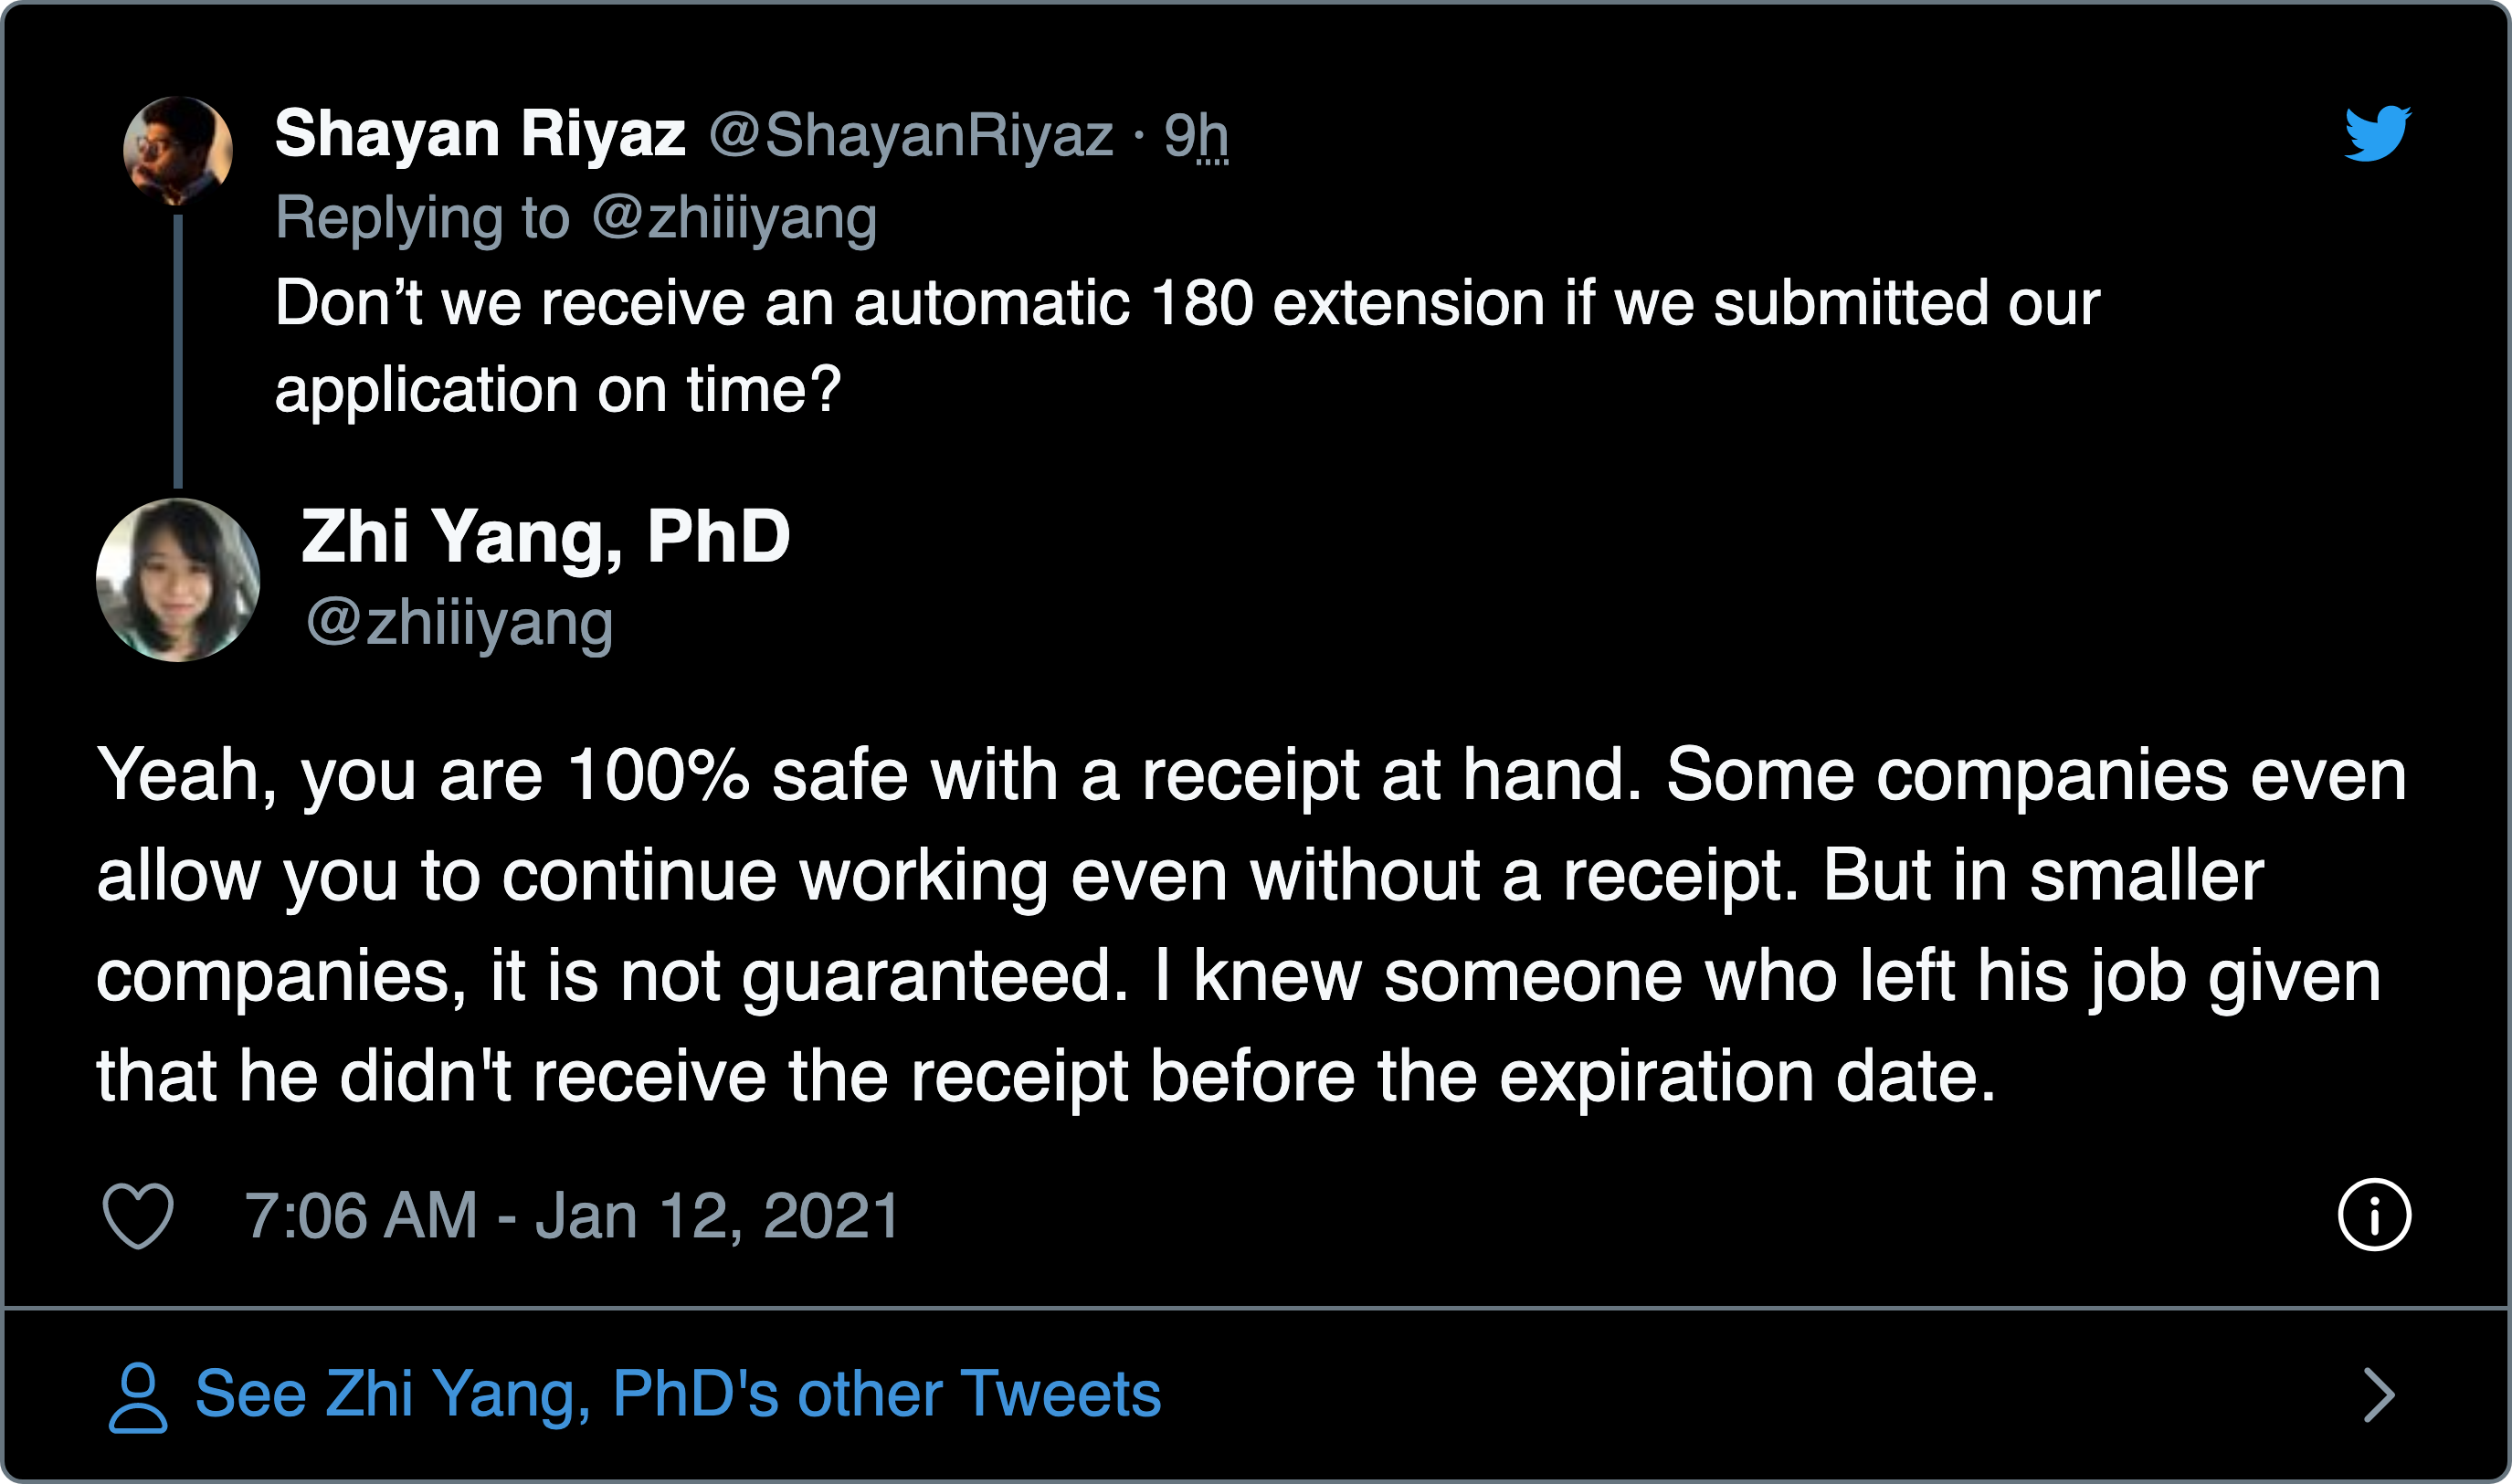 Shayan Riyaz @ShayanRiyaz · 9h
Replying to @zhiiiyang
Don’t we receive an automatic 180 extension if we submitted our
application on time?
Zhi Yang, PhD
@zhiiiyang
Yeah, you are 100% safe with a receipt at hand. Some companies even
allow you to continue working even without a receipt. But in smaller
companies, it is not guaranteed. I knew someone who left his job given
that he didn't receive the receipt before the expiration date.
7:06 AM - Jan 12, 2021
See Zhi Yang, PhD's other Tweets